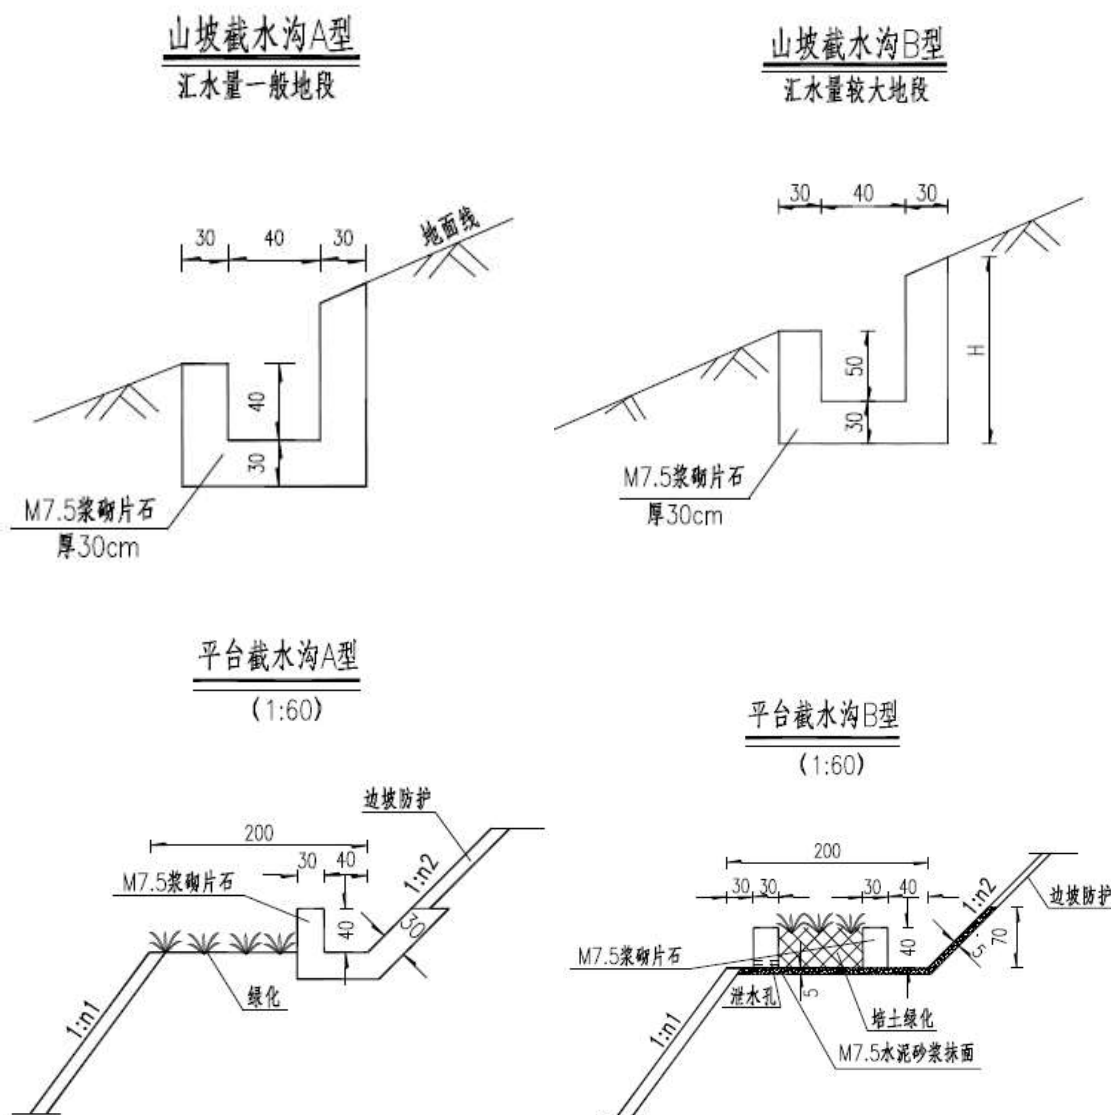 山坡截水沟A型
汇水量一般地段
30
40
30
地面线
40
30
M7.5浆砌片石
厚30cm
山坡截水沟B型
汇水量较大地段
30
40
30
50
30
H
M7.5浆砌片石
厚30cm
平台截水沟A型
(1:60)
边坡防护
200
30
40
M7.5浆砌片石
1:n2
40
30
绿化
1:n1
平台截水沟B型
(1:60)
200
30
30
30
40
1:n2
边坡防护
M7.5浆砌片石
40
5
70
泄水孔
5
培土绿化
1:n1
M7.5水泥砂浆抹面